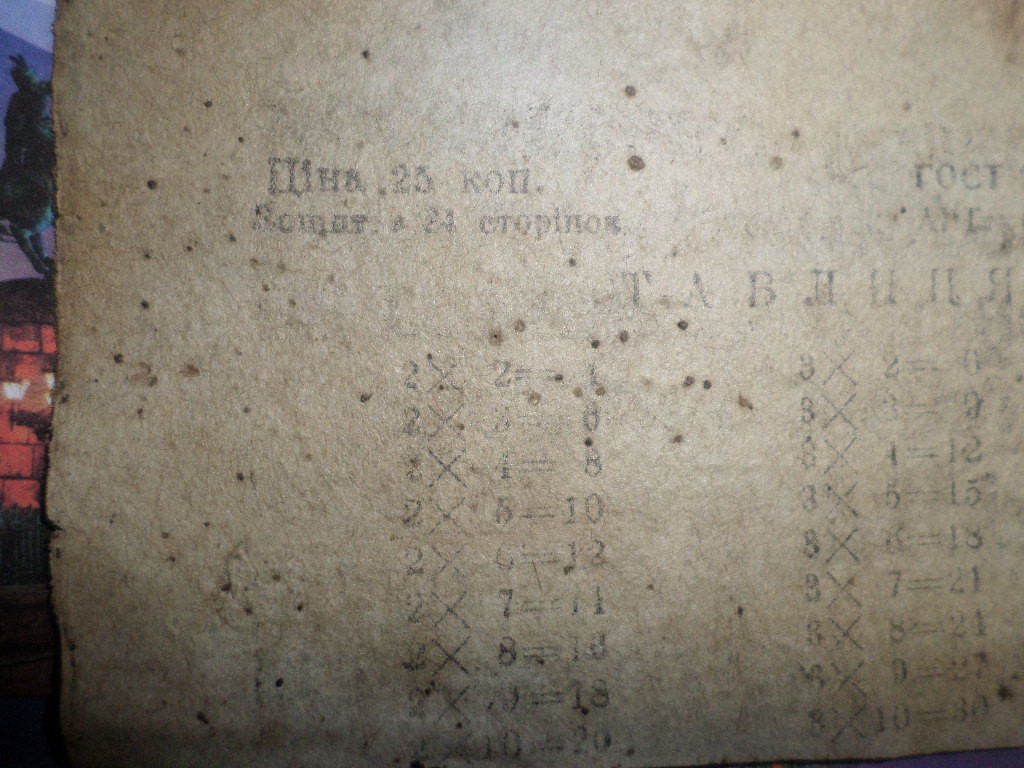 Ціна 25 коп. ГОСТ
Зошит з 24 сторінок
ТАБЛИЦЯ
2 × 2 = 4 3 × 2 = 6
2 × 3 = 6 3 × 3 = 9
2 × 4 = 8 3 × 4 = 12
2 × 5 = 10 3 × 5 = 15
2 × 6 = 12 3 × 6 = 18
2 × 7 = 14 3 × 7 = 21
2 × 8 = 16 3 × 8 = 24
2 × 9 = 18 3 × 9 = 27
2 × 10 = 20 3 × 10 = 30